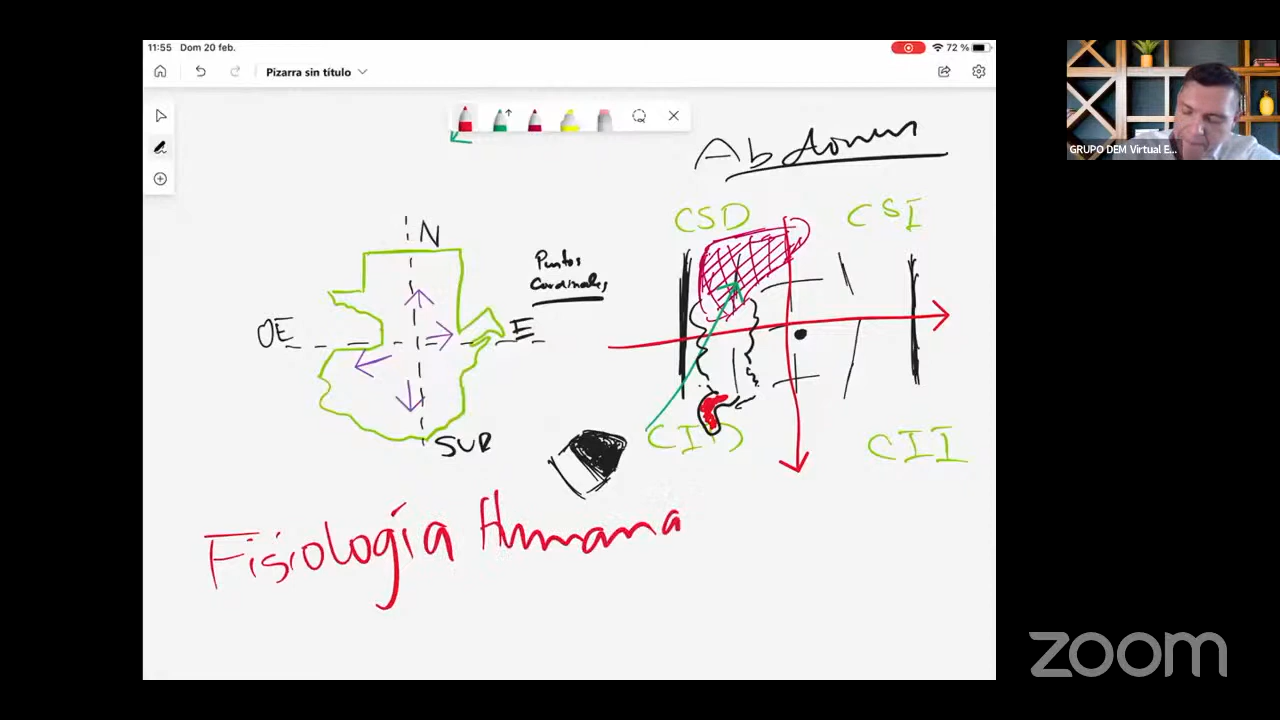 11:55 Dom 20 feb.
72 %
Pizarra sin título
Abdomen
CSD
CSI
N
Puntos
Cardinales
OE
E
SUR
CID
CII
Fisiología Humana
GRUPO DEM Virtual E...
zoom